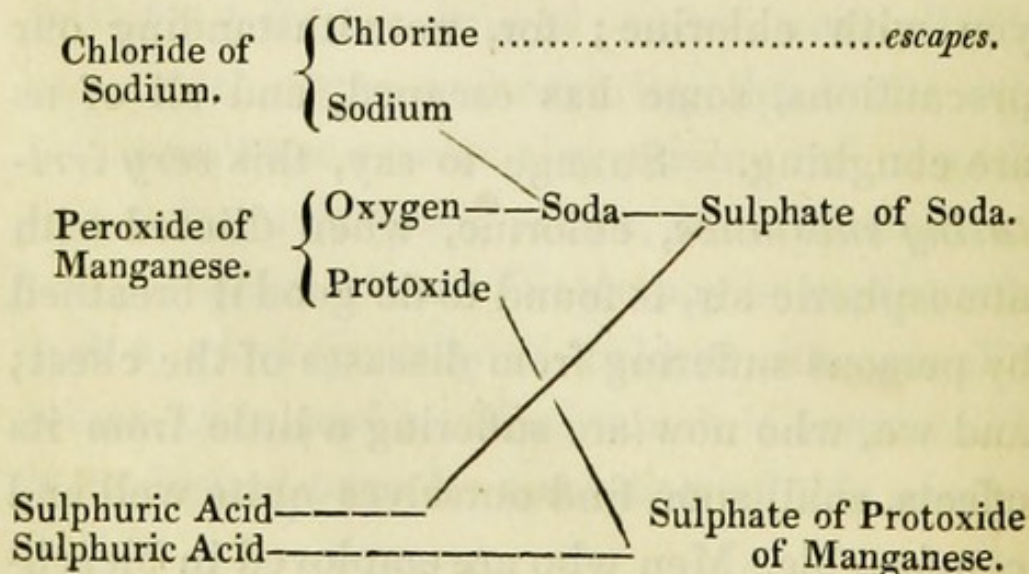 Chloride of Sodium.
Chlorine ................................escapes.
Sodium
Peroxide of Manganese.
Oxygen——Soda——Sulphate of Soda.
Protoxide
Sulphuric Acid————
Sulphuric Acid——————————
Sulphate of Protoxide
of Manganese.